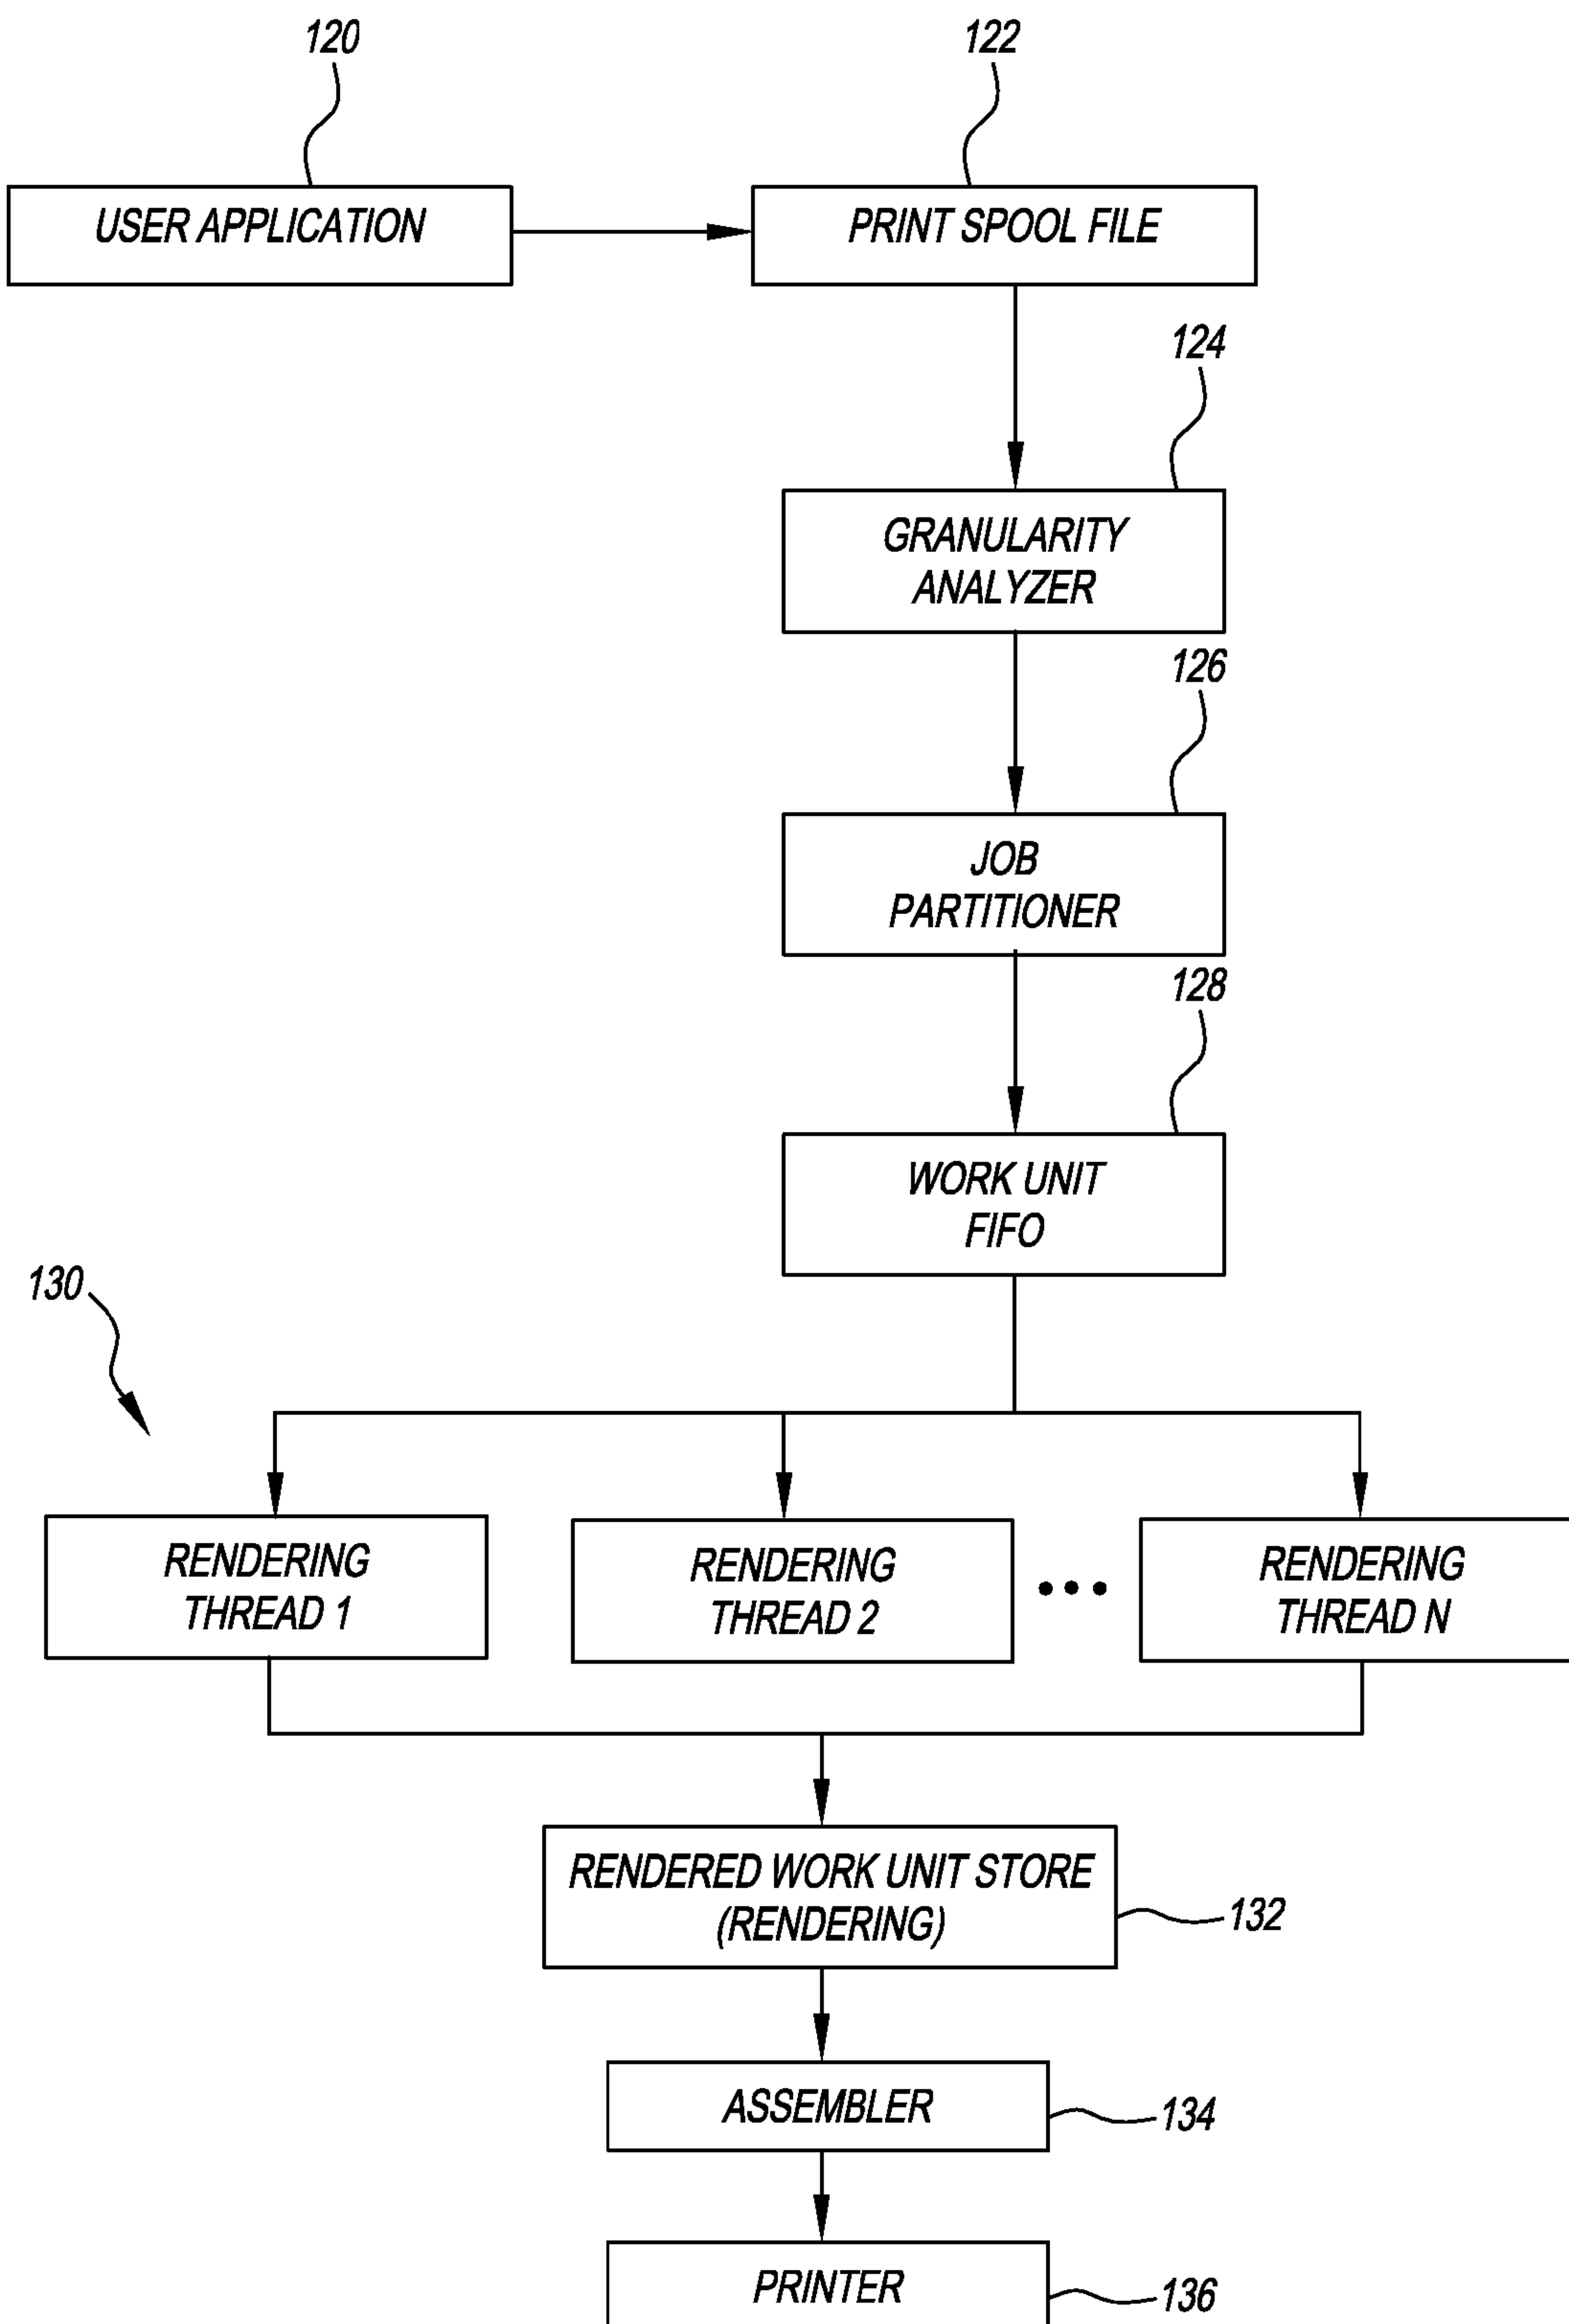 120
122
USER APPLICATION
PRINT SPOOL FILE
124
GRANULARITY
ANALYZER
126
JOB
PARTITIONER
128
WORK UNIT
FIFO
130
RENDERING
THREAD 1
RENDERING
THREAD 2
RENDERING
THREAD N
RENDERED WORK UNIT STORE
(RENDERING)
132
ASSEMBLER
134
PRINTER
136